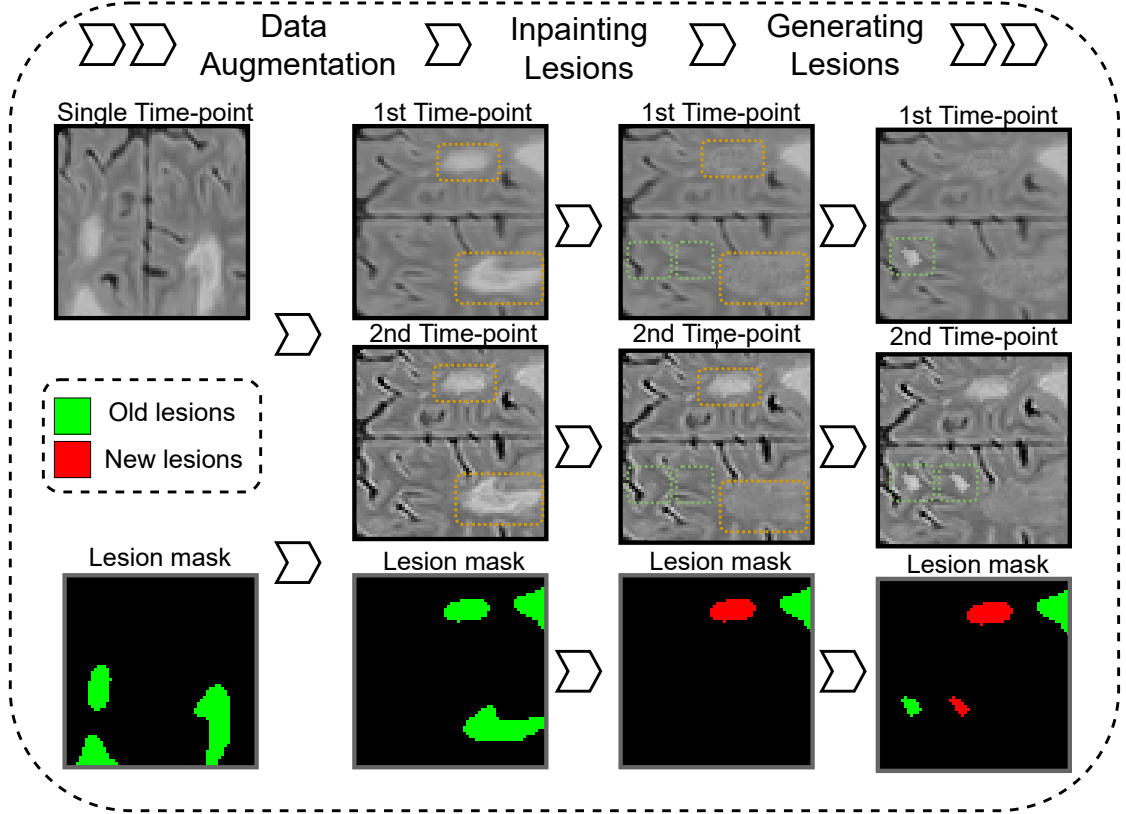 Data
Augmentation
Inpainting
Lesions
Generating
Lesions
Single Time-point
1st Time-point
1st Time-point
1st Time-point
2nd Time-point
2nd Time-point
2nd Time-point
Old lesions
New lesions
Lesion mask
Lesion mask
Lesion mask
Lesion mask